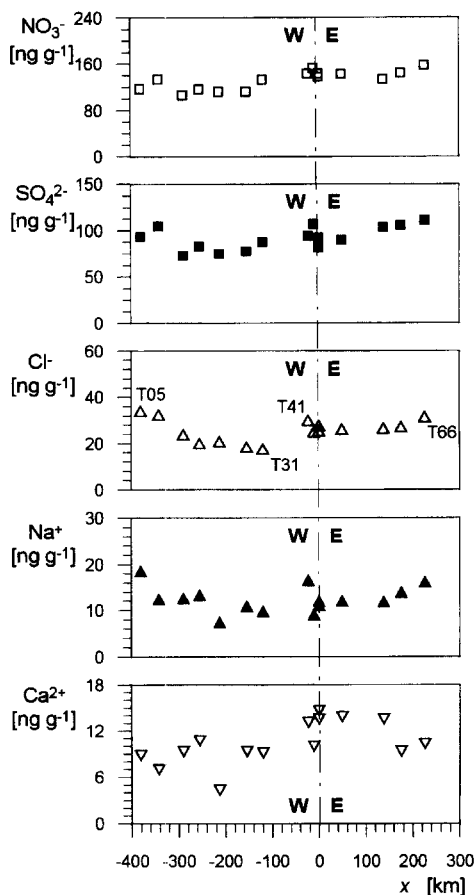 NO₃⁻
[ng g⁻¹]
240
160
80
0
W E
SO₄²⁻
[ng g⁻¹]
150
100
50
0
W E
Cl⁻
[ng g⁻¹]
60
40
20
0
W E
T05
T41
T31
T66
Na⁺
[ng g⁻¹]
30
20
10
0
W E
Ca²⁺
[ng g⁻¹]
18
12
6
0
W E
-400 -300 -200 -100 0 100 200 300
x [km]